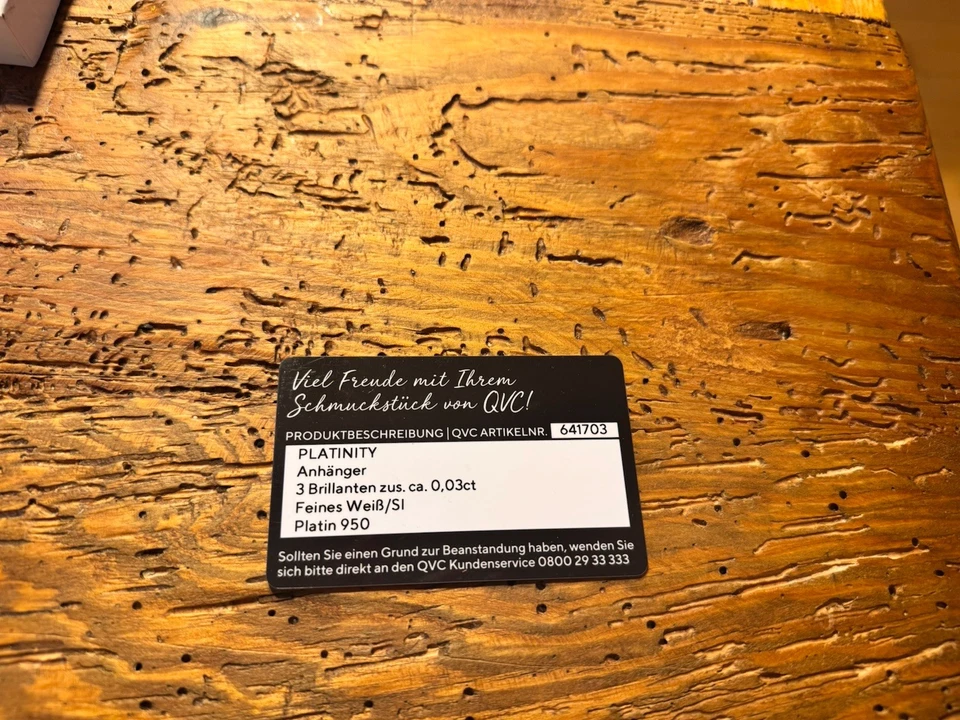 Viel Freude mit Ihrem
Schmuckstück von QVC!
PRODUKTBESCHREIBUNG | QVC ARTIKELNR. 641703
PLATINITY
Anhänger
3 Brillanten zus. ca. 0,03ct
Feines Weiß/SI
Platin 950
Sollten Sie einen Grund zur Beanstandung haben, wenden Sie
sich bitte direkt an den QVC Kundenservice 0800 29 33 333